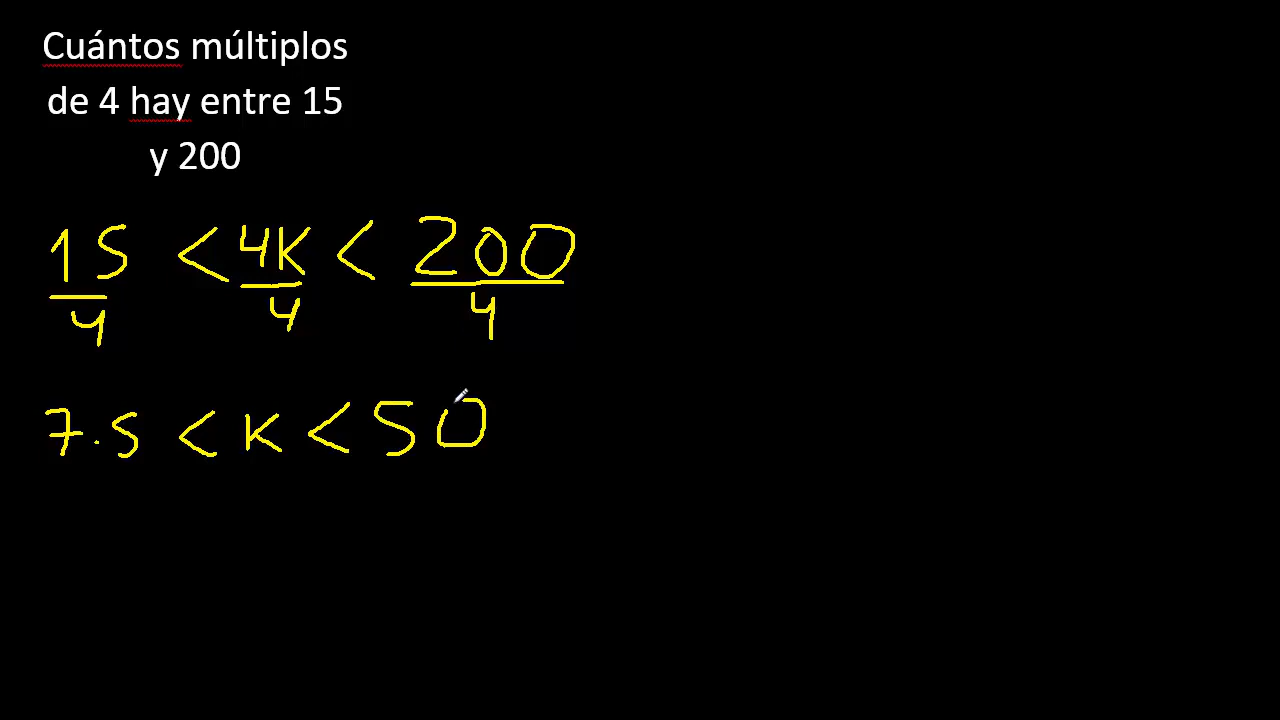 Cuántos múltiplos
de 4 hay entre 15
y 200
15 < 4K < 200
4 4 4
7.5 < K < 50